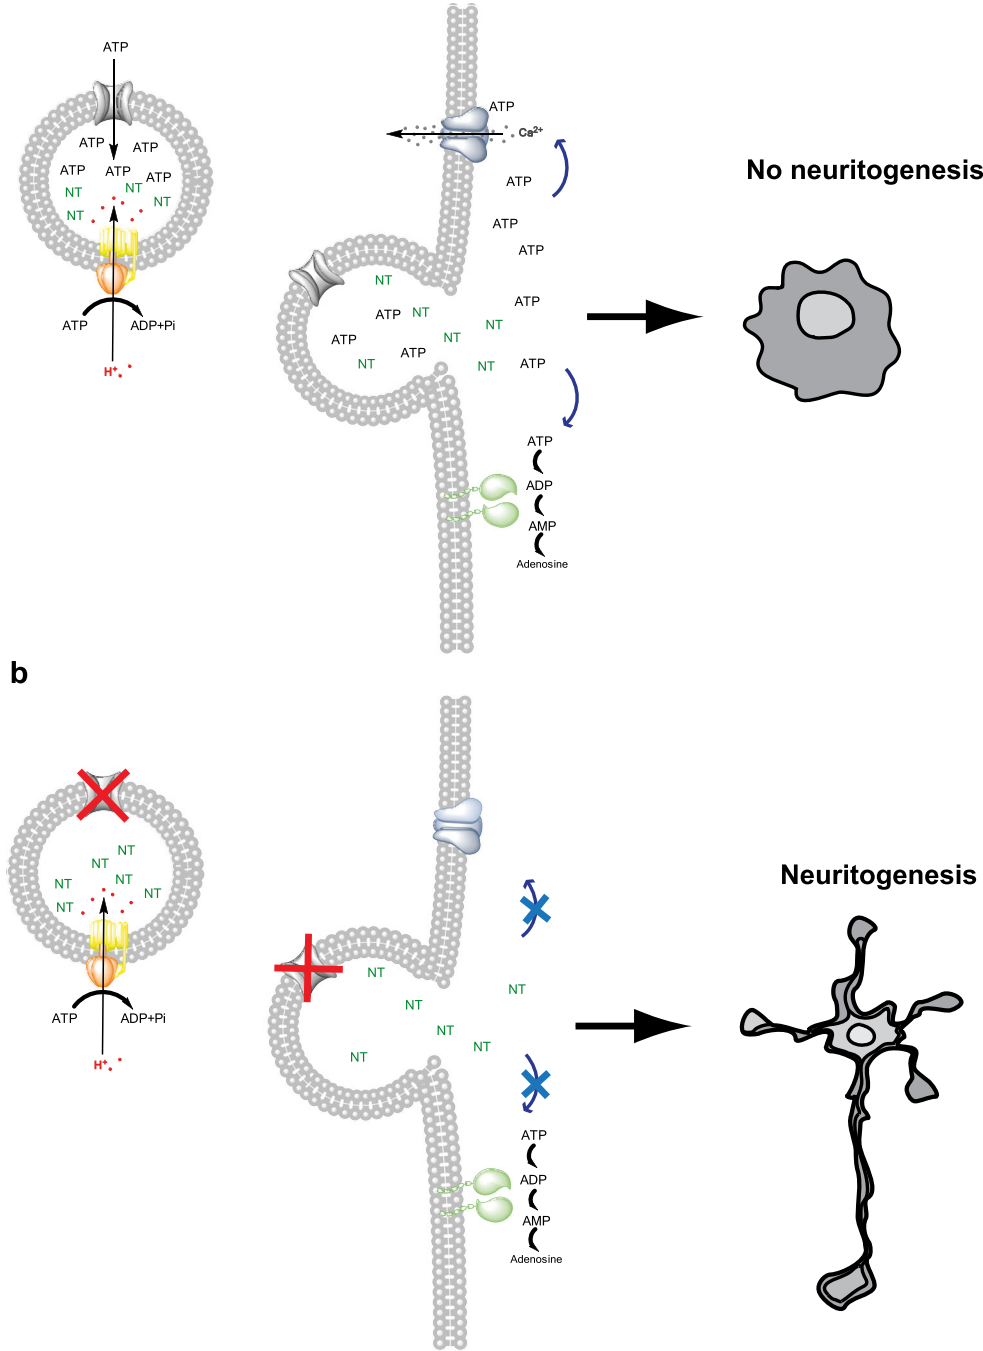 ATP
ATP
ATP
ATP
ATP
ATP
NT
NT
NT
NT
ATP
ADP+Pi
H⁺
ATP
Ca²⁺
ATP
ATP
ATP
NT
ATP
ATP
NT
NT
NT
ATP
ATP
NT
NT
ATP
ATP
ADP
AMP
Adenosine
No neuritogenesis
b
NT
NT
NT
NT
NT
NT
ATP
ADP+Pi
H⁺
NT
NT
NT
NT
NT
NT
ATP
ADP
AMP
Adenosine
Neuritogenesis